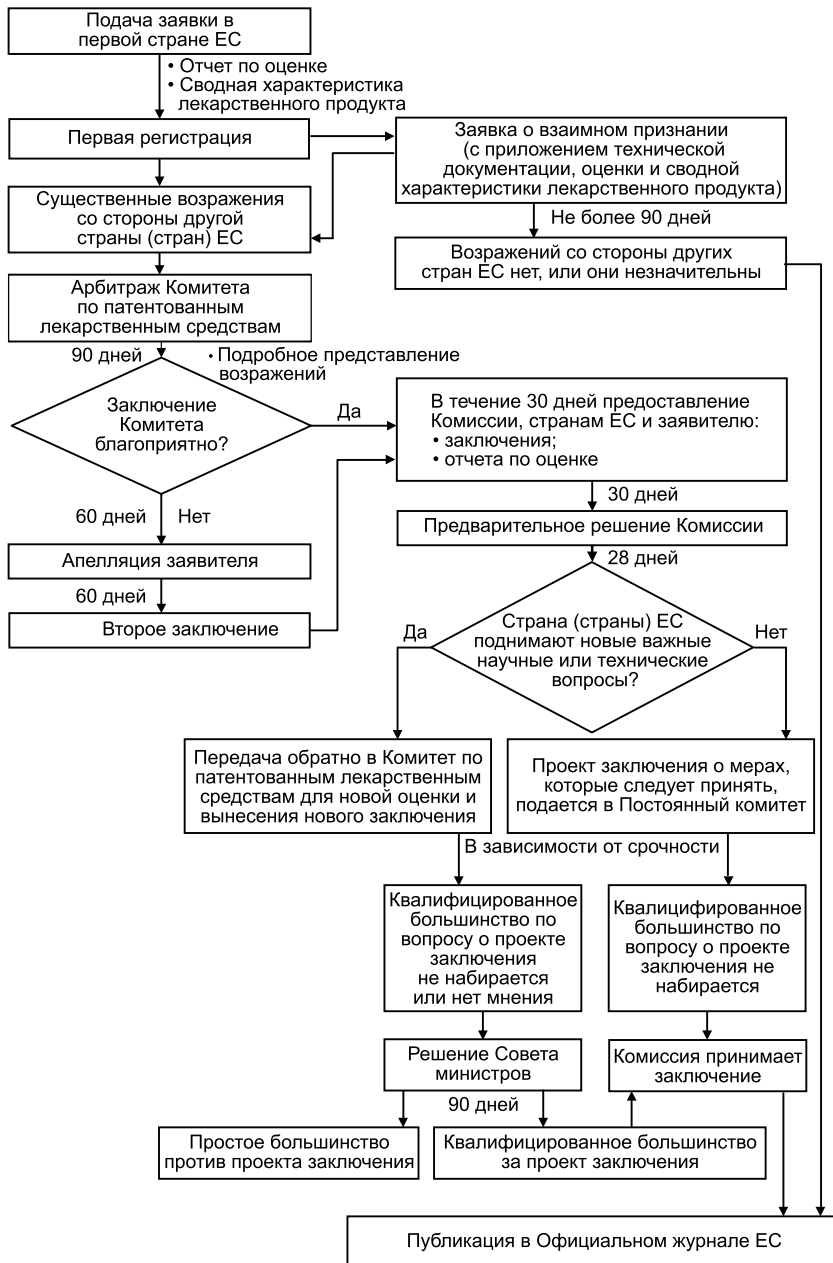 Подача заявки в
первой стране ЕС
• Отчет по оценке
• Сводная характеристика
лекарственного продукта
Первая регистрация
Заявка о взаимном признании
(с приложением технической
документации, оценки и сводной
характеристики лекарственного продукта)
Существенные возражения
со стороны другой
страны (стран) ЕС
Не более 90 дней
Возражений со стороны других
стран ЕС нет, или они незначительны
Арбитраж Комитета
по патентованным
лекарственным средствам
90 дней
• Подробное представление
возражений
Заключение
Комитета
благоприятно?
Да
В течение 30 дней предоставление
Комиссии, странам ЕС и заявителю:
• заключения;
• отчета по оценке
60 дней
Нет
30 дней
Предварительное решение Комиссии
Апелляция заявителя
28 дней
60 дней
Второе заключение
Страна (страны) ЕС
поднимают новые важные
научные или технические
вопросы?
Да
Нет
Передача обратно в Комитет по
патентованным лекарственным
средствам для новой оценки и
вынесения нового заключения
Проект заключения о мерах,
которые следует принять,
подается в Постоянный комитет
В зависимости от срочности
Квалифицированное
большинство по
вопросу о проекте
заключения
не набирается
или нет мнения
Квалицифированное
большинство по
вопросу о проекте
заключения не
набирается
Решение Совета
министров
Комиссия принимает
заключение
90 дней
Простое большинство
против проекта заключения
Квалифицированное большинство
за проект заключения
Публикация в Официальном журнале ЕС